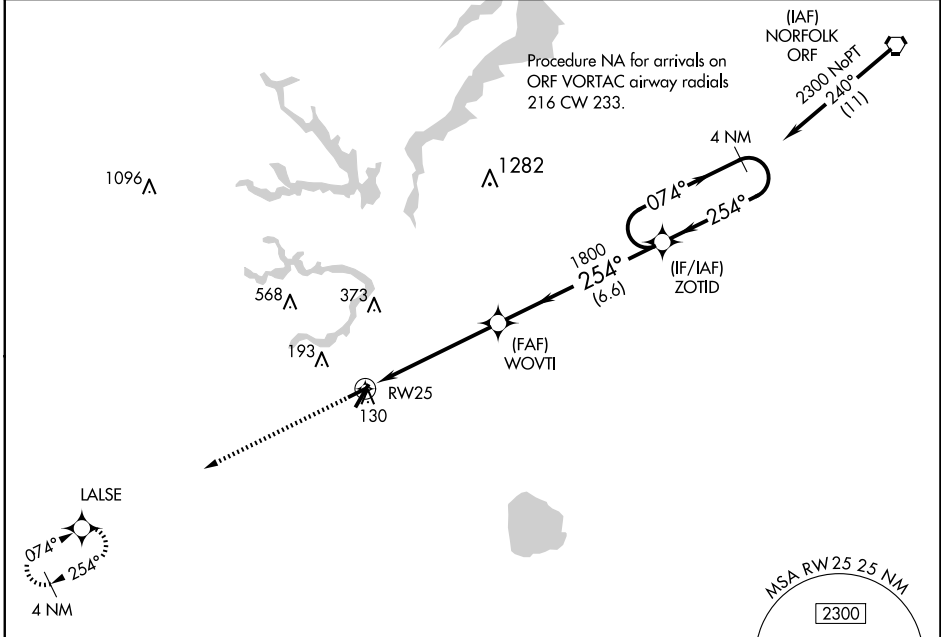 (IAF)
NORFOLK
ORF
Procedure NA for arrivals on
ORF VORTAC airway radials
216 CW 233.
2300 NoPT
240°
(11)
4 NM
1096
1282
074°
254°
(IF/IAF)
ZOTID
1800
254°
(6.6)
568
373
(FAF)
WOVTI
193
RW25
130
LALSE
074°
254°
4 NM
MSA RW25 25 NM
2300